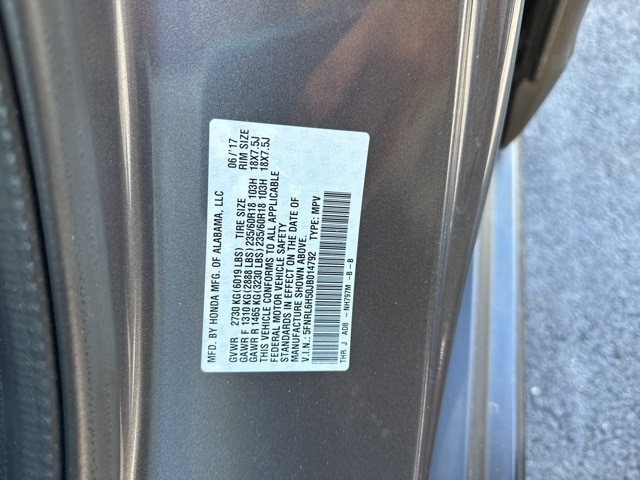 MFD. BY HONDA MFG. OF ALABAMA, LLC 06/'17
GVWR 2730 KG(6019 LBS) TIRE SIZE RIM SIZE
GAWR F 1310 KG(2888 LBS) 235/60R18 103H 18X7.5J
GAWR R 1465 KG(3230 LBS) 235/60R18 103H 18X7.5J
THIS VEHICLE CONFORMS TO ALL APPLICABLE
FEDERAL MOTOR VEHICLE SAFETY
STANDARDS IN EFFECT ON THE DATE OF
MANUFACTURE SHOWN ABOVE.
V.I.N.: 5FNRL6H50JB014792 TYPE: MPV
THR J AD8 - NH797M -B -B